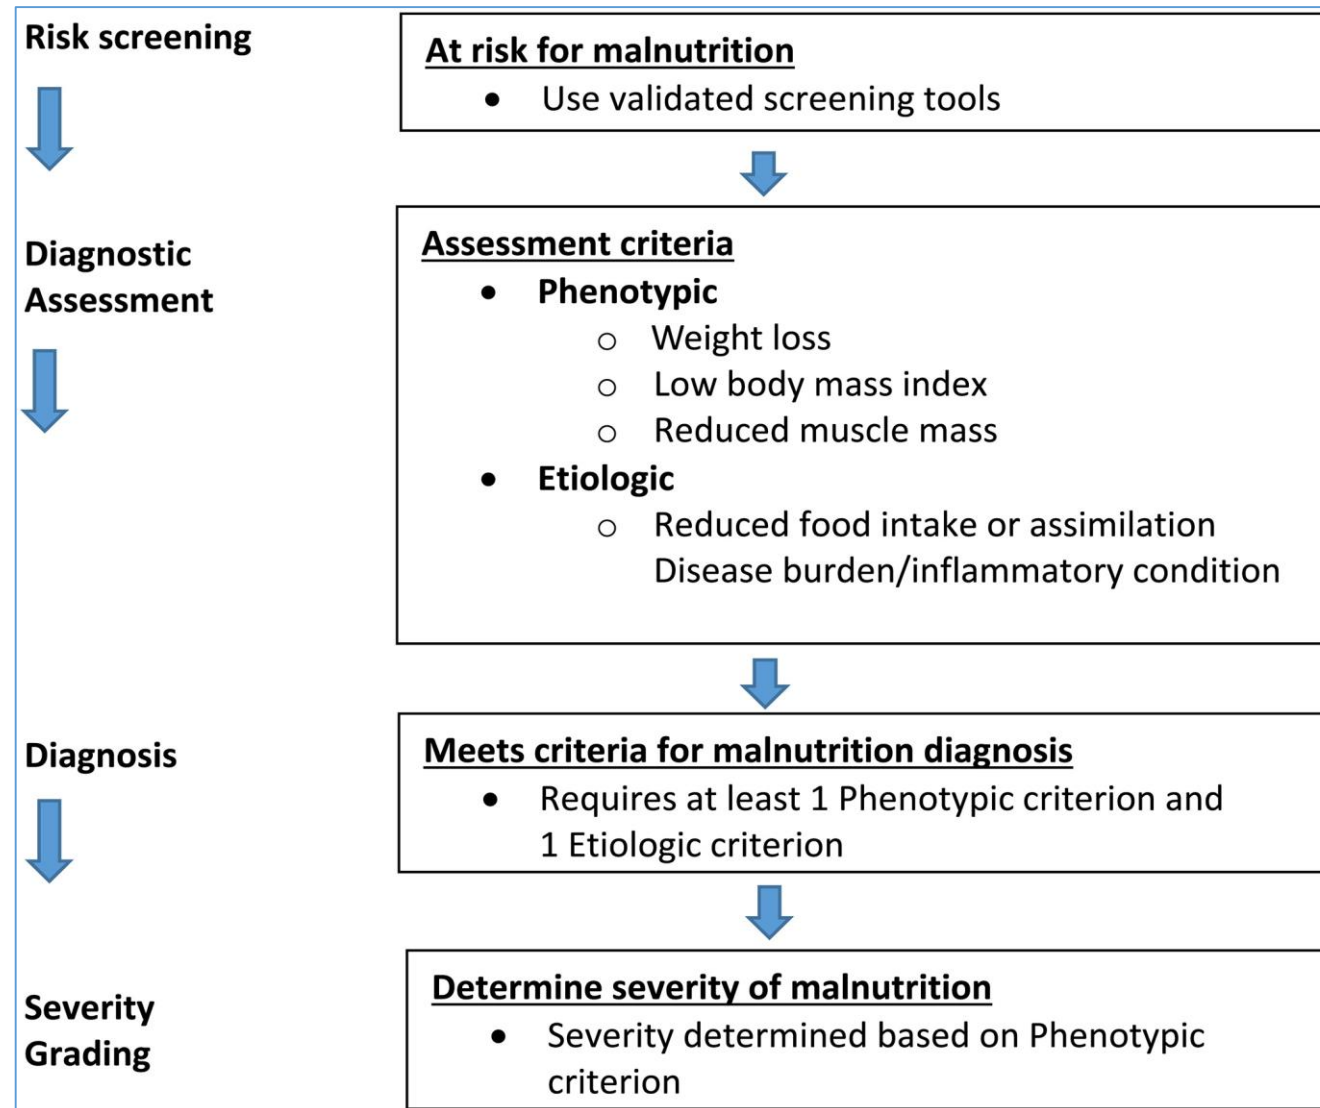 Risk screening
At risk for malnutrition
• Use validated screening tools
Diagnostic
Assessment
Assessment criteria
• Phenotypic
o Weight loss
o Low body mass index
o Reduced muscle mass
• Etiologic
o Reduced food intake or assimilation
Disease burden/inflammatory condition
Diagnosis
Meets criteria for malnutrition diagnosis
• Requires at least 1 Phenotypic criterion and
1 Etiologic criterion
Severity
Grading
Determine severity of malnutrition
• Severity determined based on Phenotypic
criterion